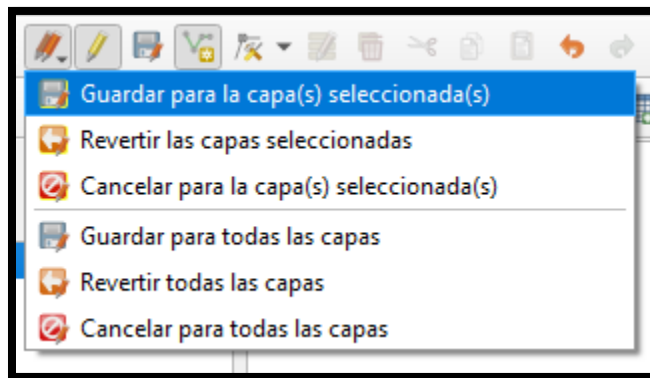 Guardar para la capa(s) seleccionada(s)
Revertir las capas seleccionadas
Cancelar para la capa(s) seleccionada(s)
Guardar para todas las capas
Revertir todas las capas
Cancelar para todas las capas